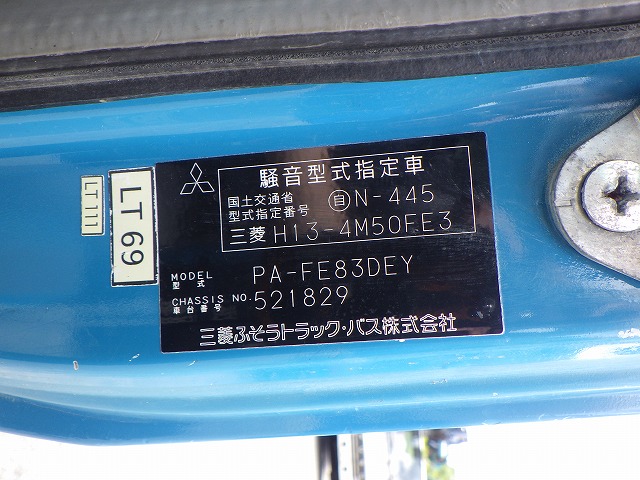 騒音型式指定車
国土交通省
型式指定番号 自N-445
三菱 H13-4M50FE3
MODEL
型式 PA-FE83DEY
CHASSIS NO.
車台番号 521829
三菱ふそうトラック・バス株式会社
LT 69
LT111